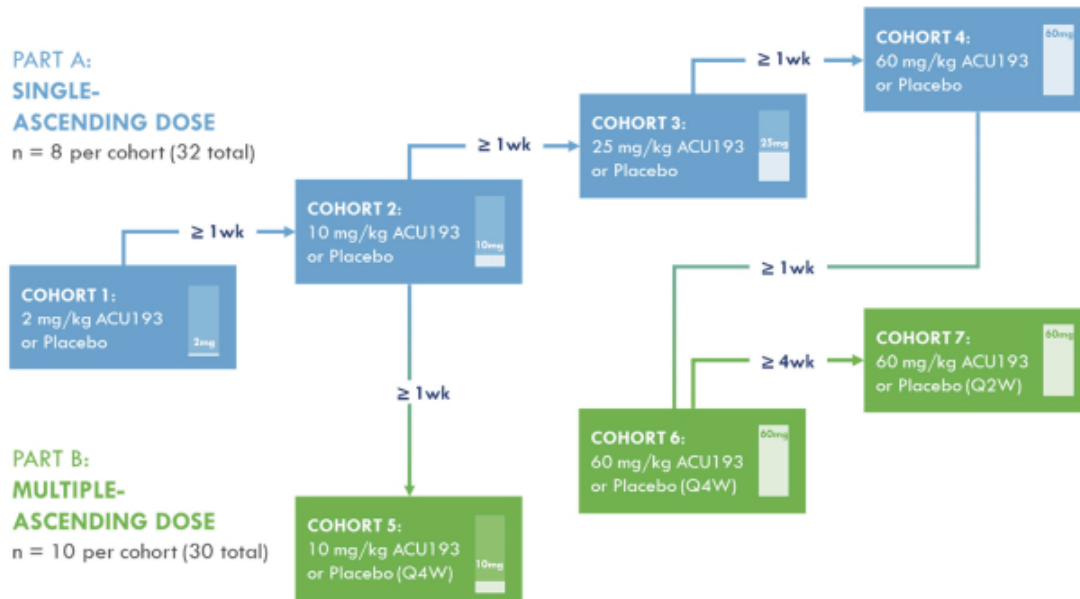 PART A:
SINGLE-
ASCENDING DOSE
n = 8 per cohort (32 total)
COHORT 1:
2 mg/kg ACU193
or Placebo
2mg
≥ 1wk
COHORT 2:
10 mg/kg ACU193
or Placebo
10mg
≥ 1wk
COHORT 3:
25 mg/kg ACU193
or Placebo
25mg
≥ 1wk
COHORT 4:
60 mg/kg ACU193
or Placebo
60mg
≥ 1wk
≥ 1wk
PART B:
MULTIPLE-
ASCENDING DOSE
n = 10 per cohort (30 total)
COHORT 5:
10 mg/kg ACU193
or Placebo (Q4W)
10mg
COHORT 6:
60 mg/kg ACU193
or Placebo (Q4W)
60mg
≥ 4wk
COHORT 7:
60 mg/kg ACU193
or Placebo (Q2W)
60mg